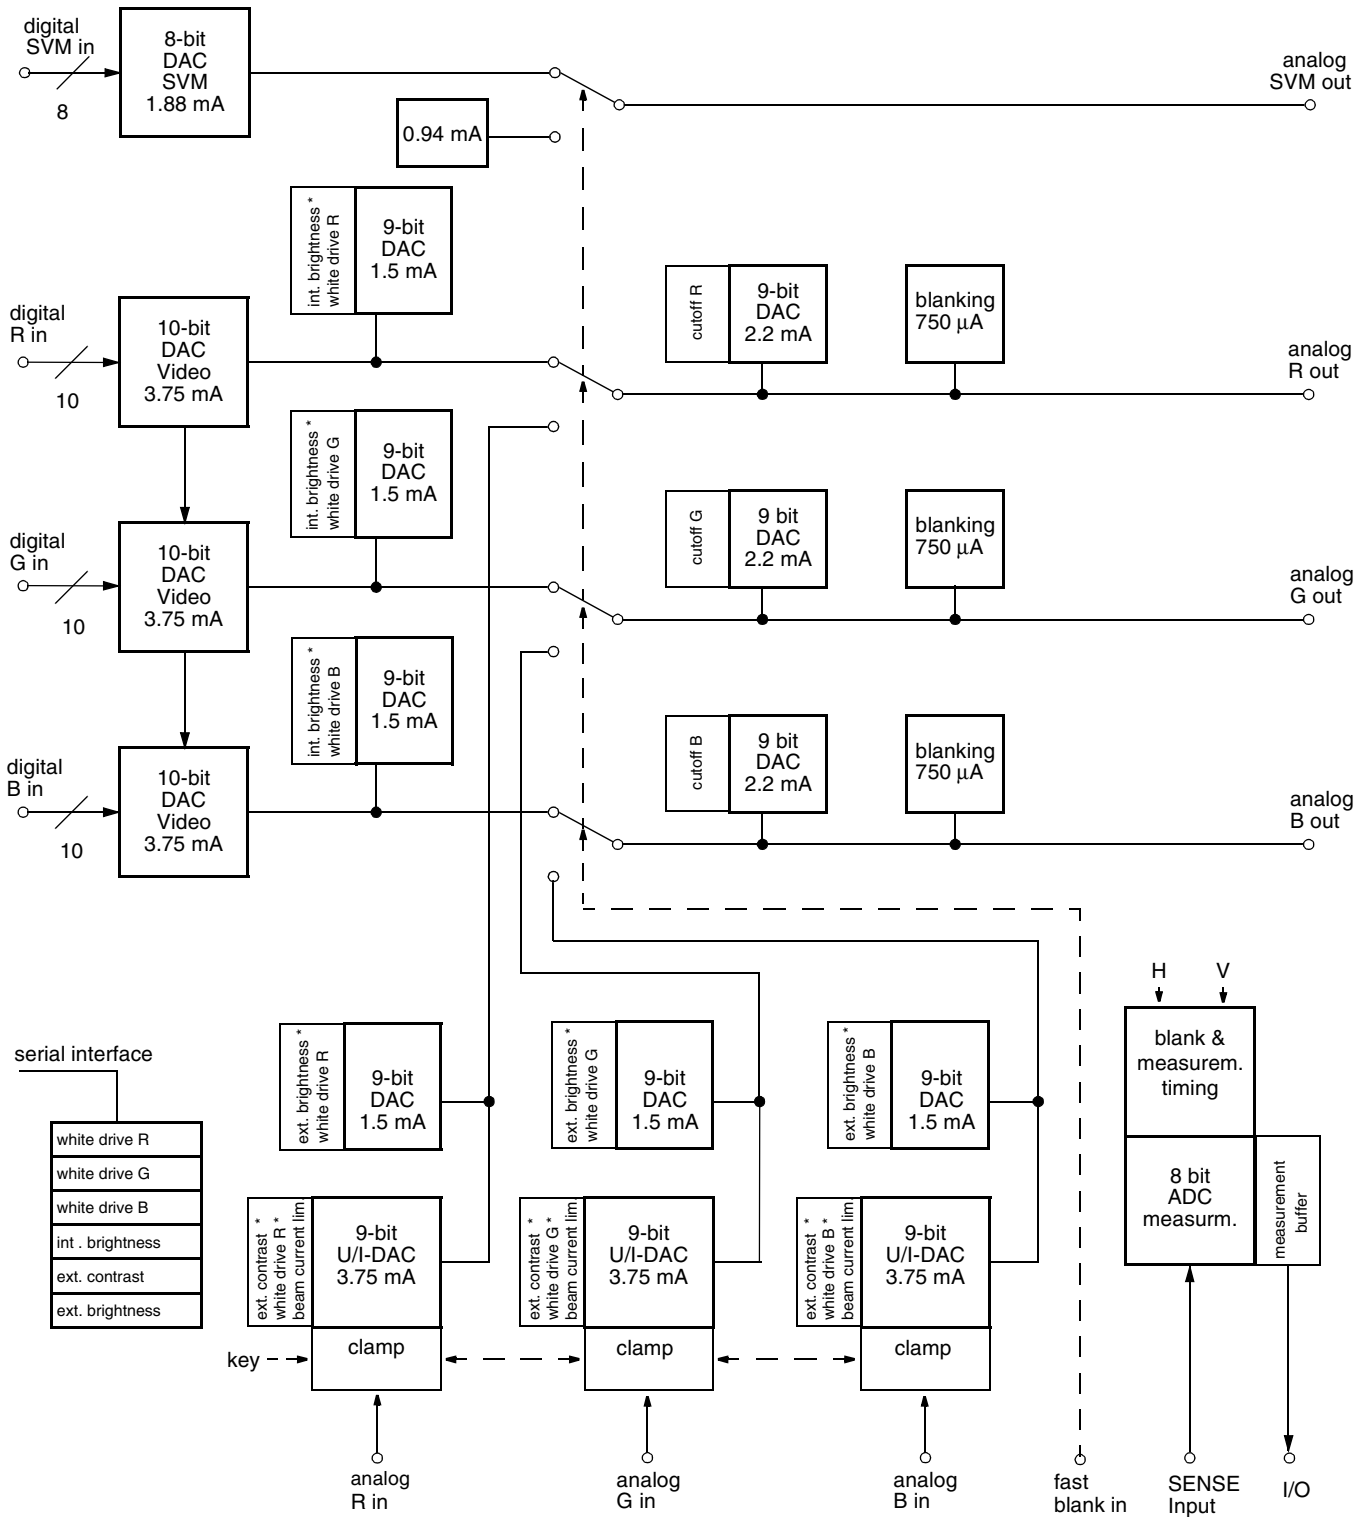 digital
SVM in
8
8-bit
DAC
SVM
1.88 mA
0.94 mA
analog
SVM out
int. brightness *
white drive R
9-bit
DAC
1.5 mA
digital
R in
10
10-bit
DAC
Video
3.75 mA
cutoff R
9-bit
DAC
2.2 mA
blanking
750 µA
analog
R out
int. brightness *
white drive G
9-bit
DAC
1.5 mA
digital
G in
10
10-bit
DAC
Video
3.75 mA
cutoff G
9 bit
DAC
2.2 mA
blanking
750 µA
analog
G out
int. brightness *
white drive B
9-bit
DAC
1.5 mA
digital
B in
10
10-bit
DAC
Video
3.75 mA
cutoff B
9 bit
DAC
2.2 mA
blanking
750 µA
analog
B out
serial interface
white drive R
white drive G
white drive B
int . brightness
ext. contrast
ext. brightness
ext. brightness *
white drive R
9-bit
DAC
1.5 mA
ext. brightness *
white drive G
9-bit
DAC
1.5 mA
ext. brightness *
white drive B
9-bit
DAC
1.5 mA
ext. contrast *
white drive R *
beam current lim.
9-bit
U/I-DAC
3.75 mA
clamp
ext. contrast *
white drive G *
beam current lim.
9-bit
U/I-DAC
3.75 mA
clamp
ext. contrast *
white drive B *
beam current lim.
9-bit
U/I-DAC
3.75 mA
clamp
key
analog
R in
analog
G in
analog
B in
fast
blank in
H
V
blank &
measurem.
timing
8 bit
ADC
measurm.
measurement
buffer
SENSE
Input
I/O